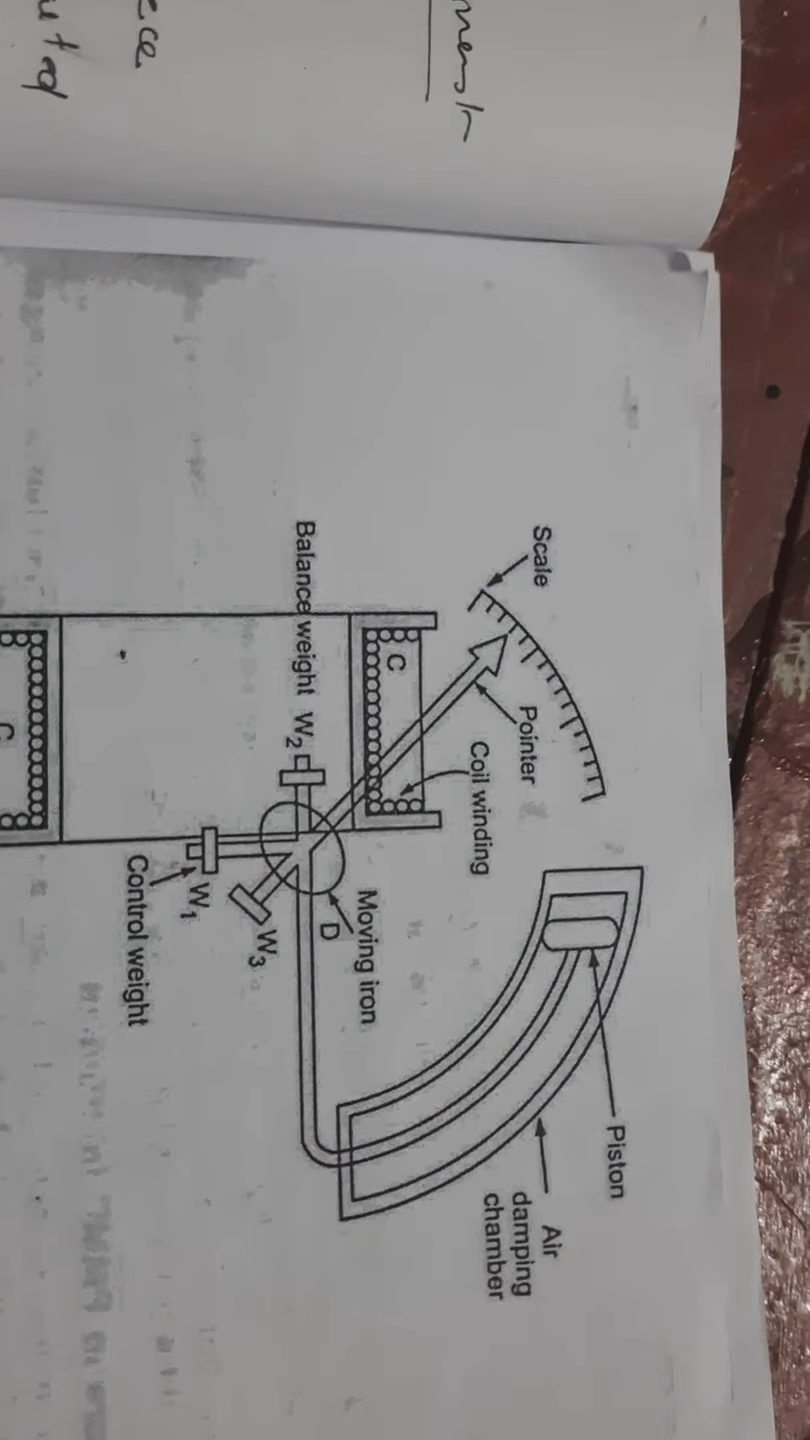 Piston
Scale
Pointer
Air
damping
chamber
Coil winding
C
Moving iron
D
Balance weight W₂
W₃
W₁
Control weight
C